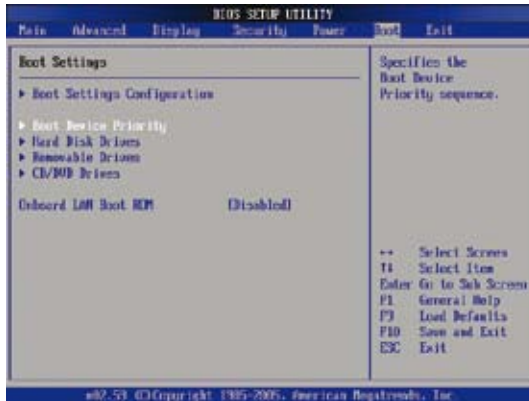 BIOS SETUP UTILITY
Main Advanced Display Security Power Boot Exit
Boot Settings
Boot Settings Configuration
Boot Device Priority
Hard Disk Drives
Removable Drives
CD/DVD Drives
Onboard LAN Boot ROM [Disabled]
Specifies the
Boot Device
Priority sequence.
↔ Select Screen
↑↓ Select Item
Enter Go to Sub Screen
F1 General Help
F9 Load Defaults
F10 Save and Exit
ESC Exit
v02.59 (C)Copyright 1985-2005, American Megatrends, Inc.